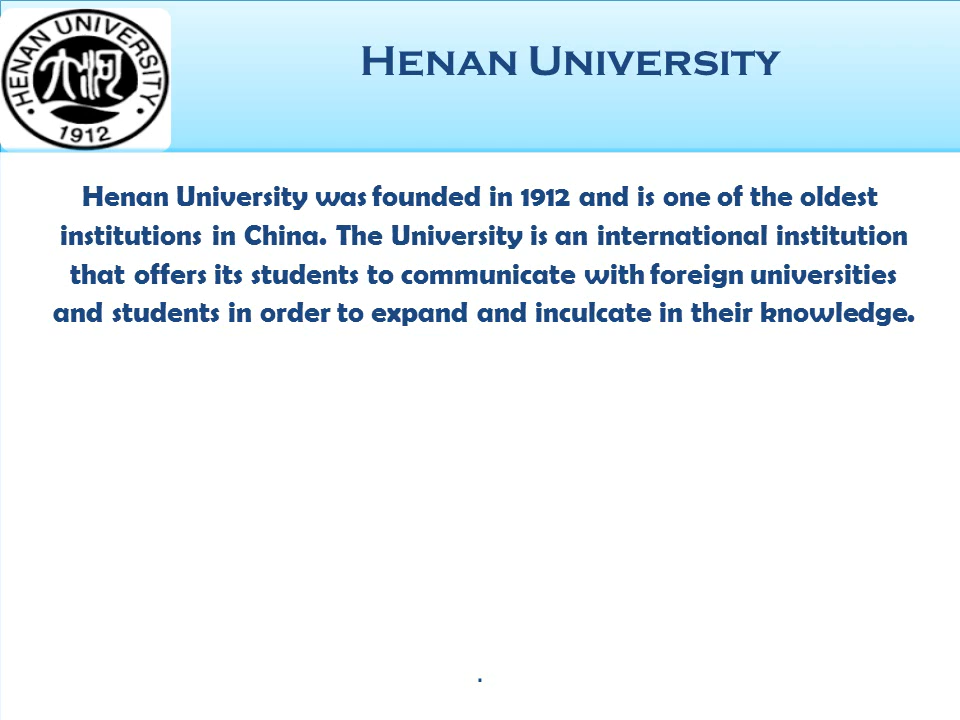 HENAN UNIVERSITY
1912
HENAN UNIVERSITY
Henan University was founded in 1912 and is one of the oldest
institutions in China. The University is an international institution
that offers its students to communicate with foreign universities
and students in order to expand and inculcate in their knowledge.
.